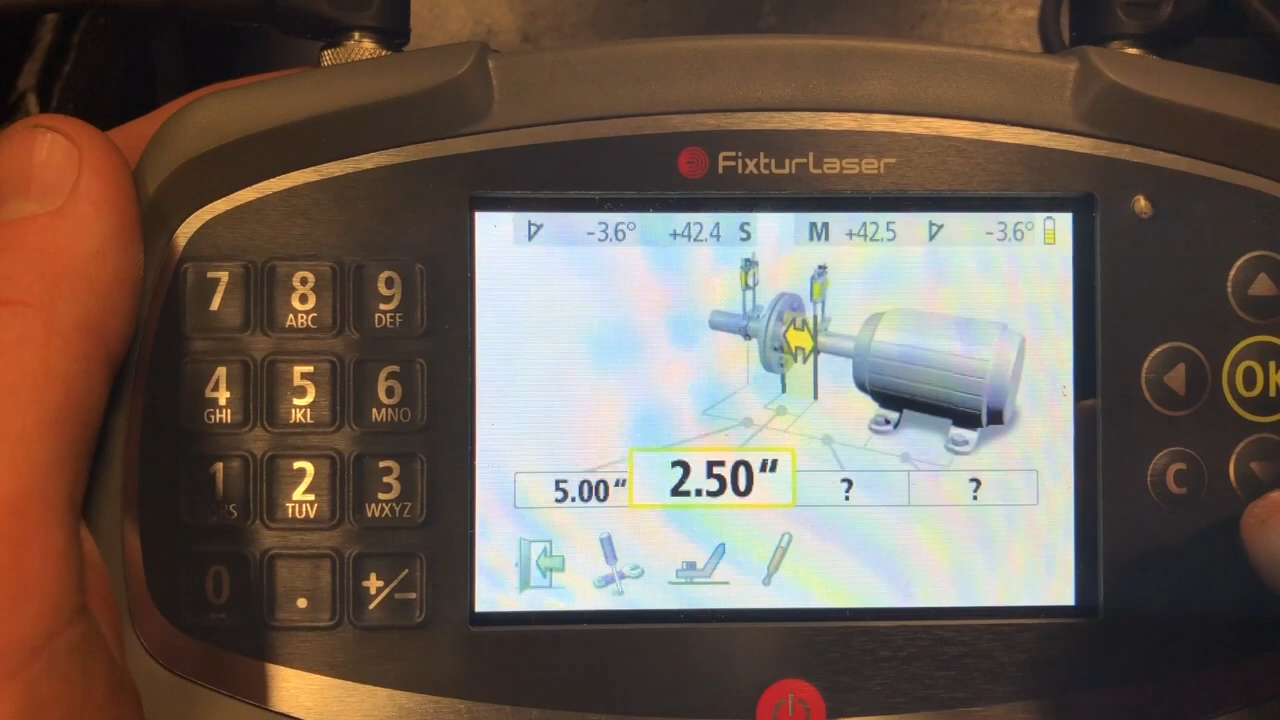 FIXTURLASER
-3.6° +42.4 S M +42.5 -3.6°
5.00" 2.50" ? ?
7 8 ABC 9 DEF
4 GHI 5 JKL 6 MNO
1 2 TUV 3 WXYZ
0 . +/-
OK
C